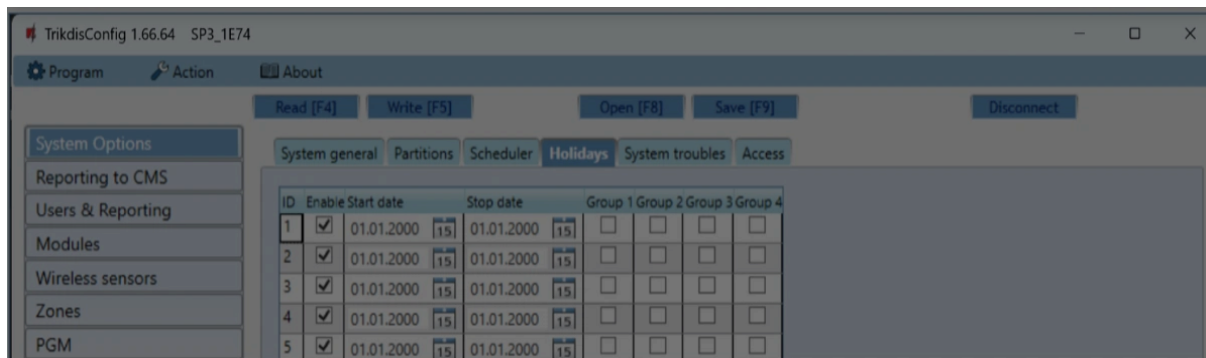 TrikdisConfig 1.66.64 SP3_1E74
Program Action About
Read [F4] Write [F5] Open [F8] Save [F9] Disconnect
System Options
Reporting to CMS
Users & Reporting
Modules
Wireless sensors
Zones
PGM
System general Partitions Scheduler Holidays System troubles Access
ID Enable Start date Stop date Group 1 Group 2 Group 3 Group 4
1 01.01.2000 15 01.01.2000 15
2 01.01.2000 15 01.01.2000 15
3 01.01.2000 15 01.01.2000 15
4 01.01.2000 15 01.01.2000 15
5 01.01.2000 15 01.01.2000 15